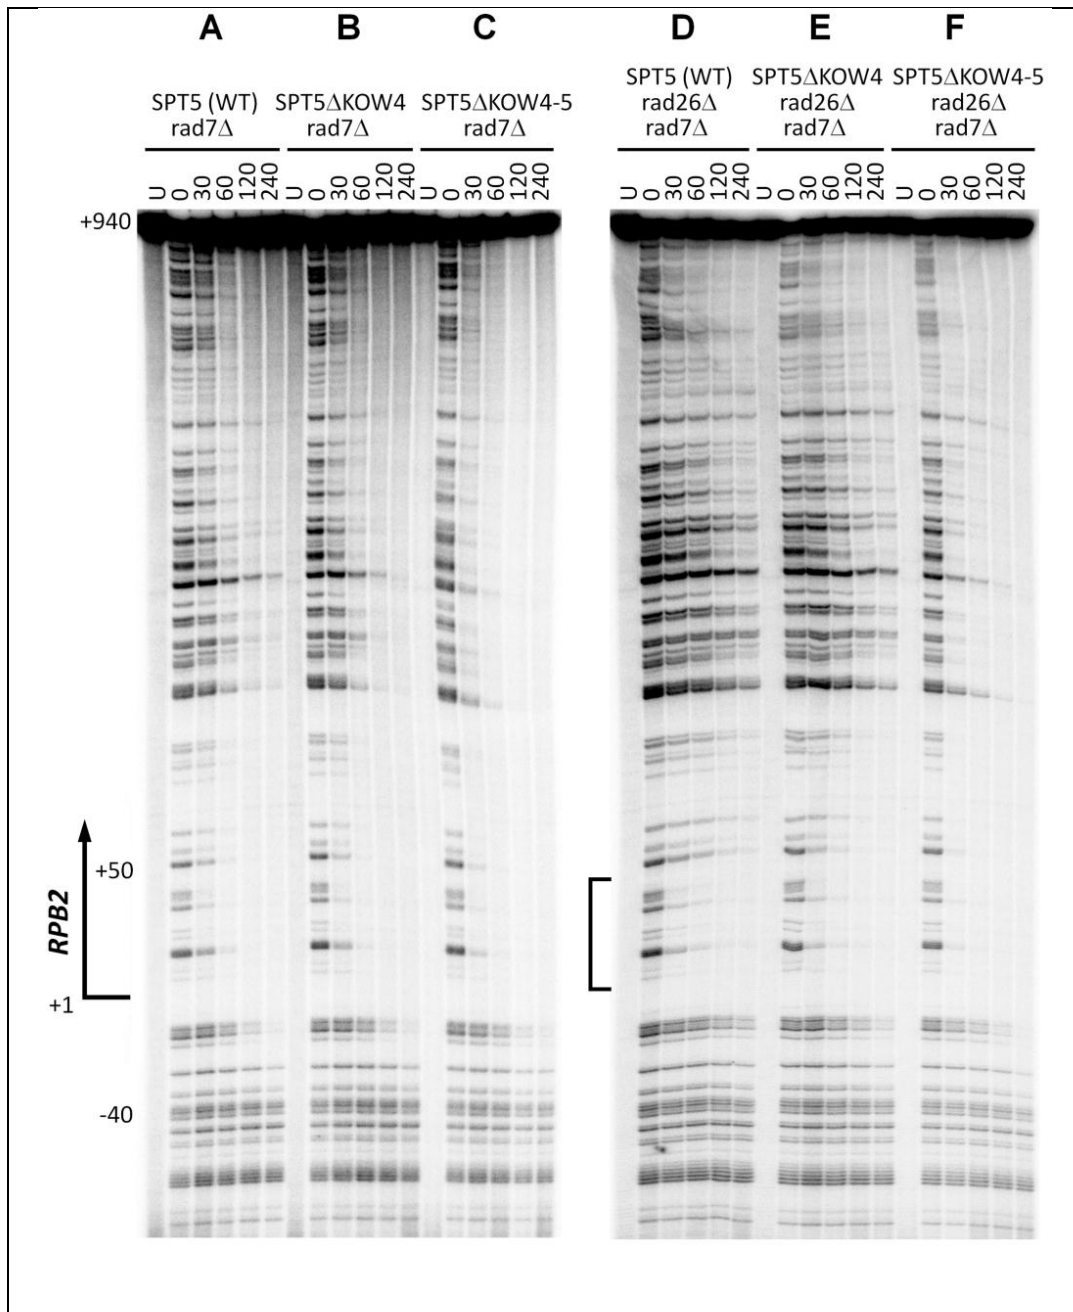 A B C D E F
SPT5 (WT) SPT5ΔKOW4 SPT5ΔKOW4-5
rad7Δ rad7Δ rad7Δ
SPT5 (WT) SPT5ΔKOW4 SPT5ΔKOW4-5
rad26Δ rad26Δ rad26Δ
rad7Δ rad7Δ rad7Δ
U 0 30 60 120 240 U 0 30 60 120 240 U 0 30 60 120 240
U 0 30 60 120 240 U 0 30 60 120 240 U 0 30 60 120 240
+940
+50
RPB2
+1
-40